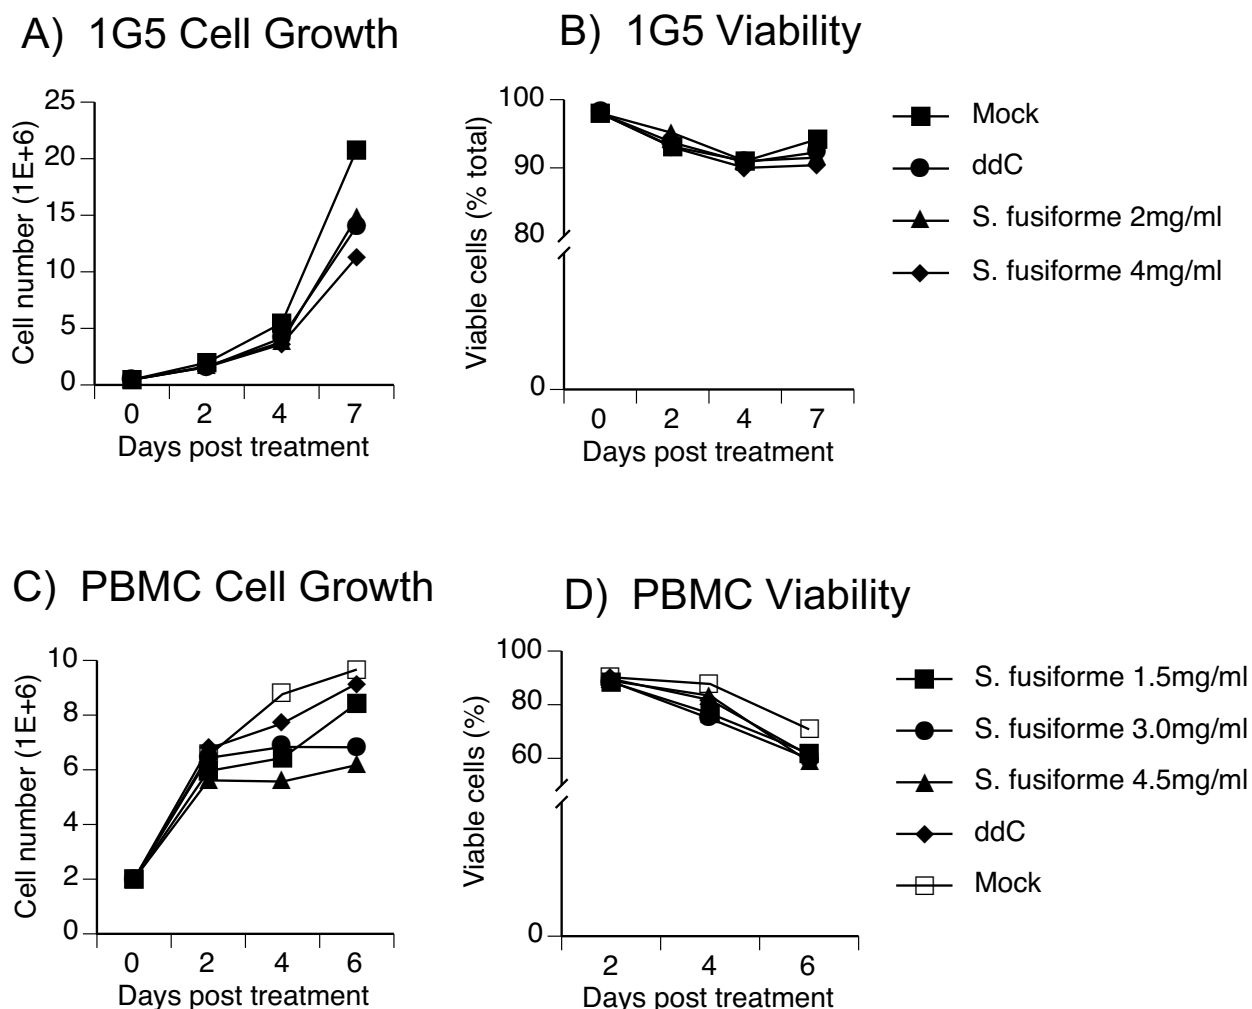 A) 1G5 Cell Growth
25
20
15
10
5
0
Cell number (1E+6)
0 2 4 7
Days post treatment
B) 1G5 Viability
100
90
80
0
Viable cells (% total)
0 2 4 7
Days post treatment
Mock
ddC
S. fusiforme 2mg/ml
S. fusiforme 4mg/ml
C) PBMC Cell Growth
10
8
6
4
2
0
Cell number (1E+6)
0 2 4 6
Days post treatment
D) PBMC Viability
100
80
60
0
Viable cells (%)
2 4 6
Days post treatment
S. fusiforme 1.5mg/ml
S. fusiforme 3.0mg/ml
S. fusiforme 4.5mg/ml
ddC
Mock